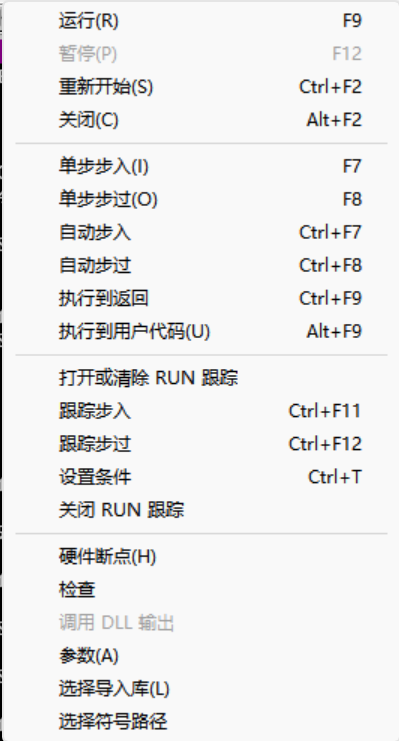 运行(R) F9
暂停(P) F12
重新开始(S) Ctrl+F2
关闭(C) Alt+F2
单步步入(I) F7
单步步过(O) F8
自动步入 Ctrl+F7
自动步过 Ctrl+F8
执行到返回 Ctrl+F9
执行到用户代码(U) Alt+F9
打开或清除 RUN 跟踪
跟踪步入 Ctrl+F11
跟踪步过 Ctrl+F12
设置条件 Ctrl+T
关闭 RUN 跟踪
硬件断点(H)
检查
调用 DLL 输出
参数(A)
选择导入库(L)
选择符号路径